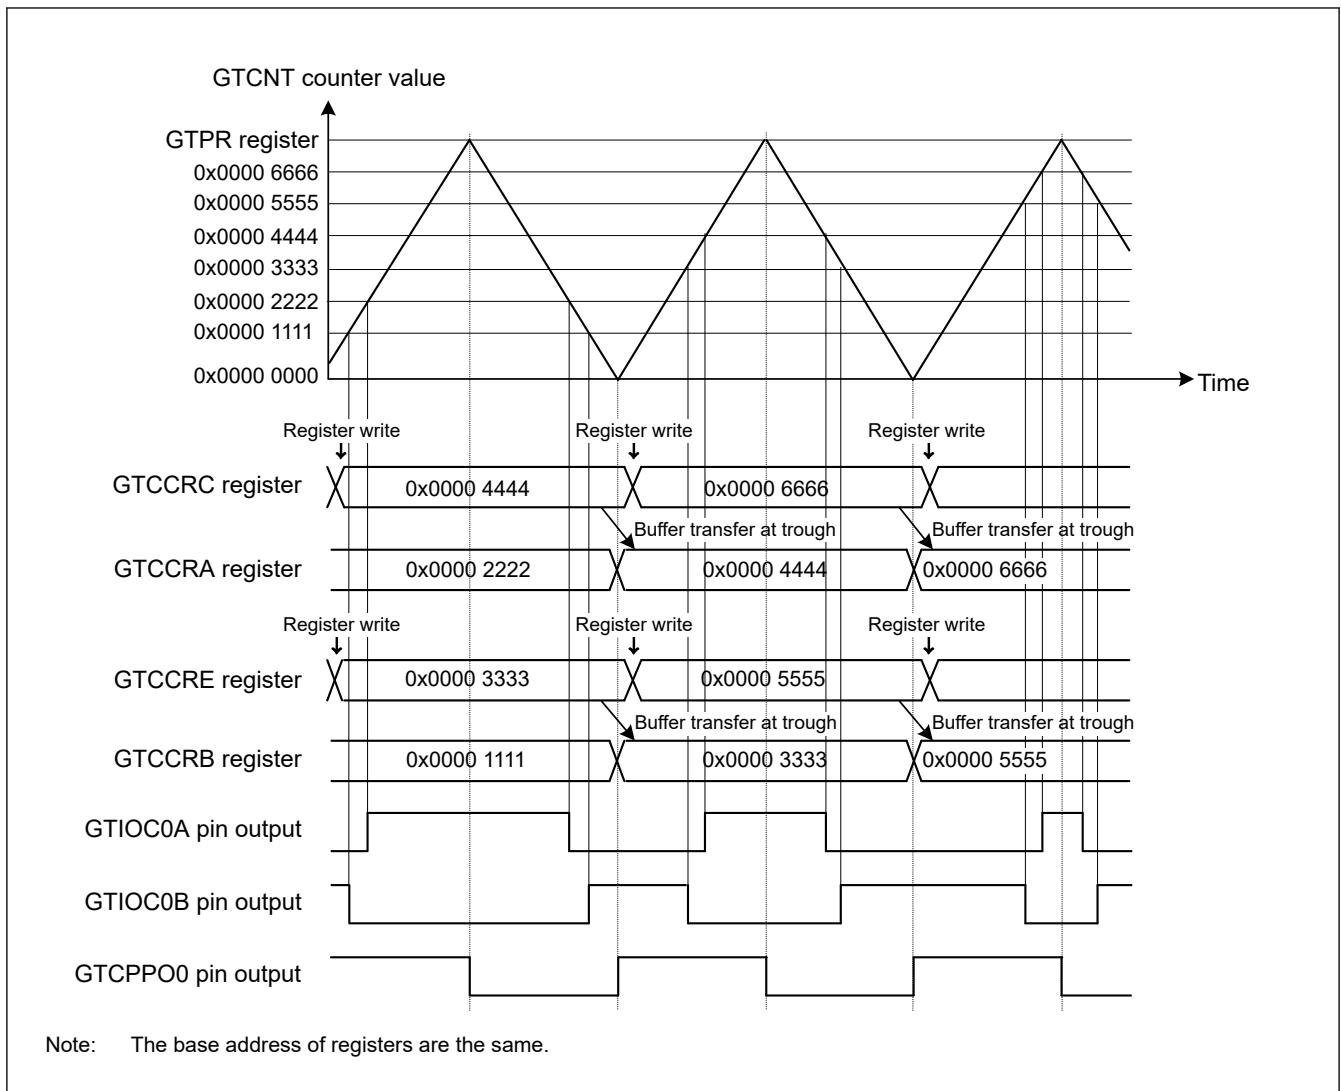 GTCNT counter value
GTPR register
0x0000 6666
0x0000 5555
0x0000 4444
0x0000 3333
0x0000 2222
0x0000 1111
0x0000 0000
Time
Register write Register write Register write
GTCCRC register 0x0000 4444 0x0000 6666
Buffer transfer at trough Buffer transfer at trough
GTCCRA register 0x0000 2222 0x0000 4444 0x0000 6666
Register write Register write Register write
GTCCRE register 0x0000 3333 0x0000 5555
Buffer transfer at trough Buffer transfer at trough
GTCCRB register 0x0000 1111 0x0000 3333 0x0000 5555
GTIOC0A pin output
GTIOC0B pin output
GTCPPO0 pin output
Note: The base address of registers are the same.